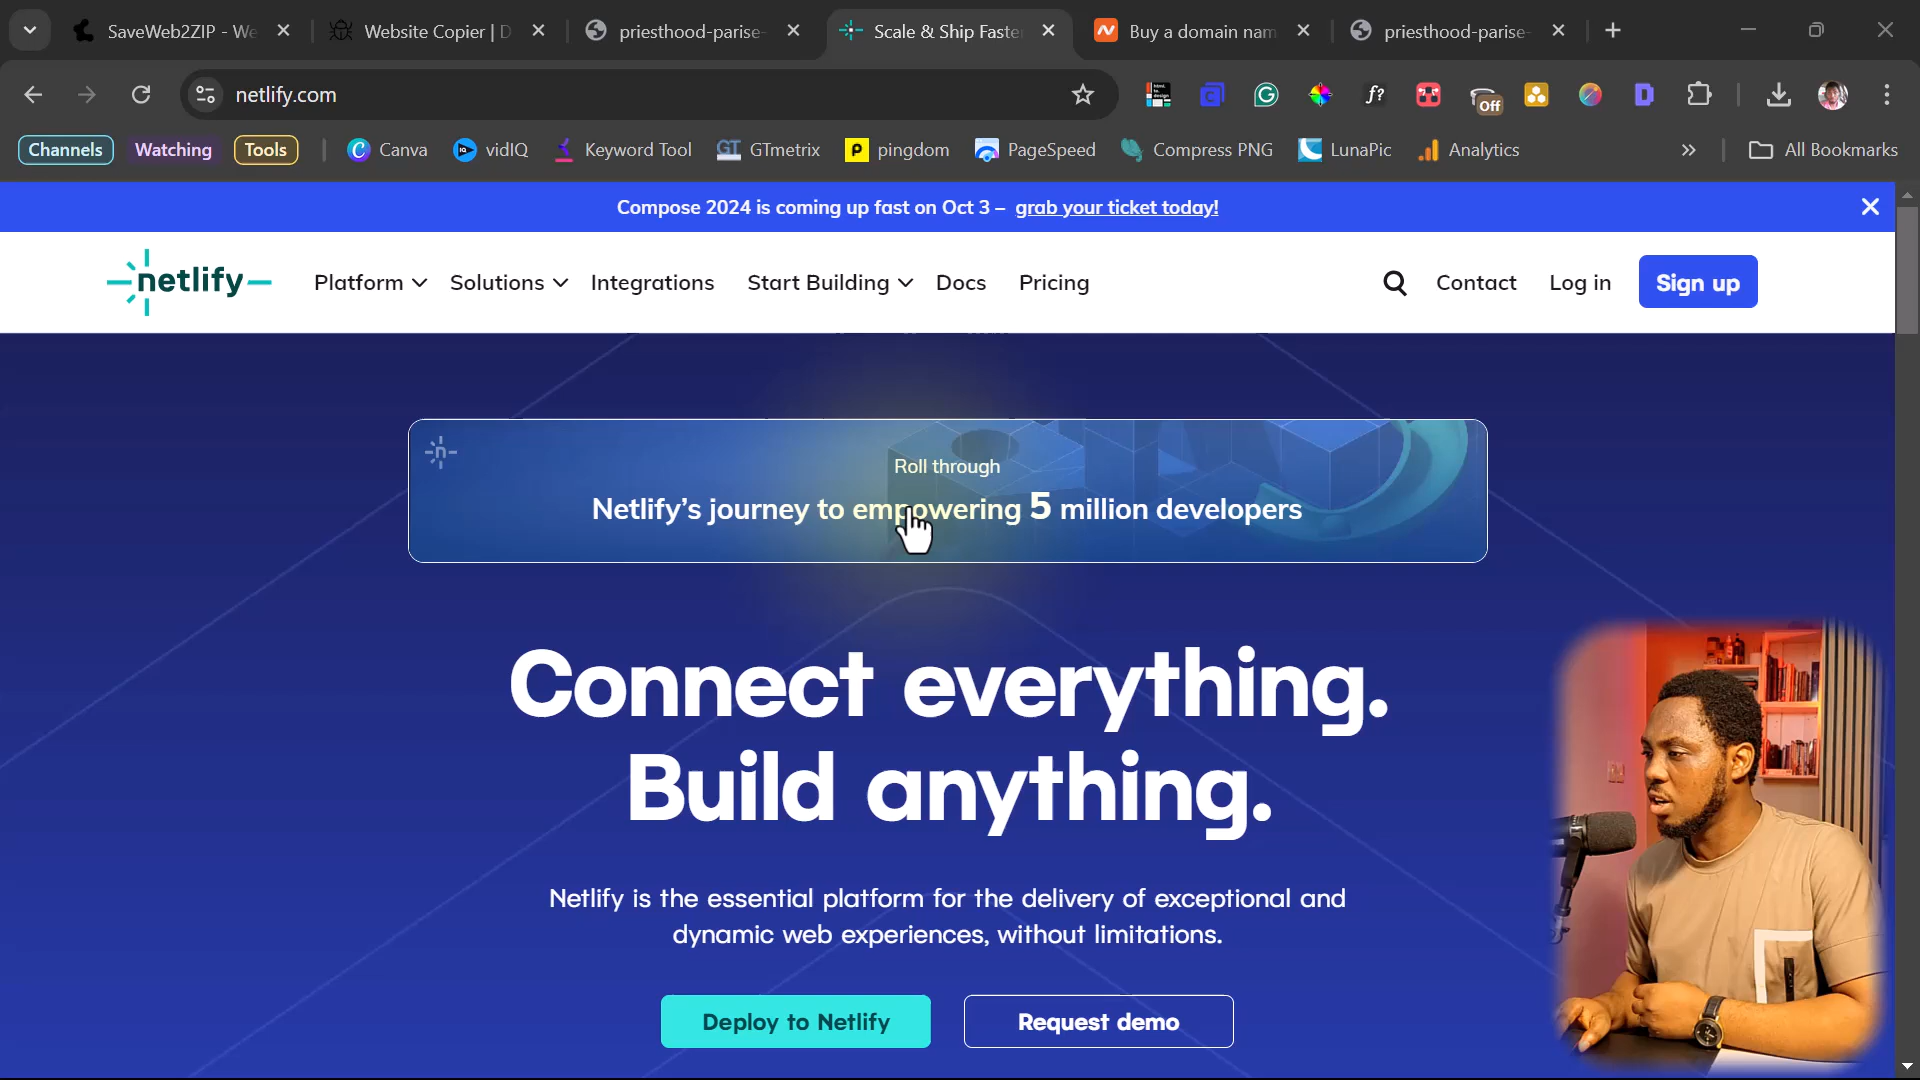 SaveWeb2ZIP - We
Website Copier | D
priesthood-parise-
Scale & Ship Faste
Buy a domain nam
priesthood-parise-
netlify.com
f?
Off
D
Channels
Watching
Tools
Canva
vidIQ
Keyword Tool
GT GTmetrix
pingdom
PageSpeed
Compress PNG
LunaPic
Analytics
All Bookmarks
Compose 2024 is coming up fast on Oct 3 – grab your ticket today!
netlify
Platform
Solutions
Integrations
Start Building
Docs
Pricing
Contact
Log in
Sign up
Roll through
Netlify’s journey to empowering 5 million developers
Connect everything.
Build anything.
Netlify is the essential platform for the delivery of exceptional and
dynamic web experiences, without limitations.
Deploy to Netlify
Request demo